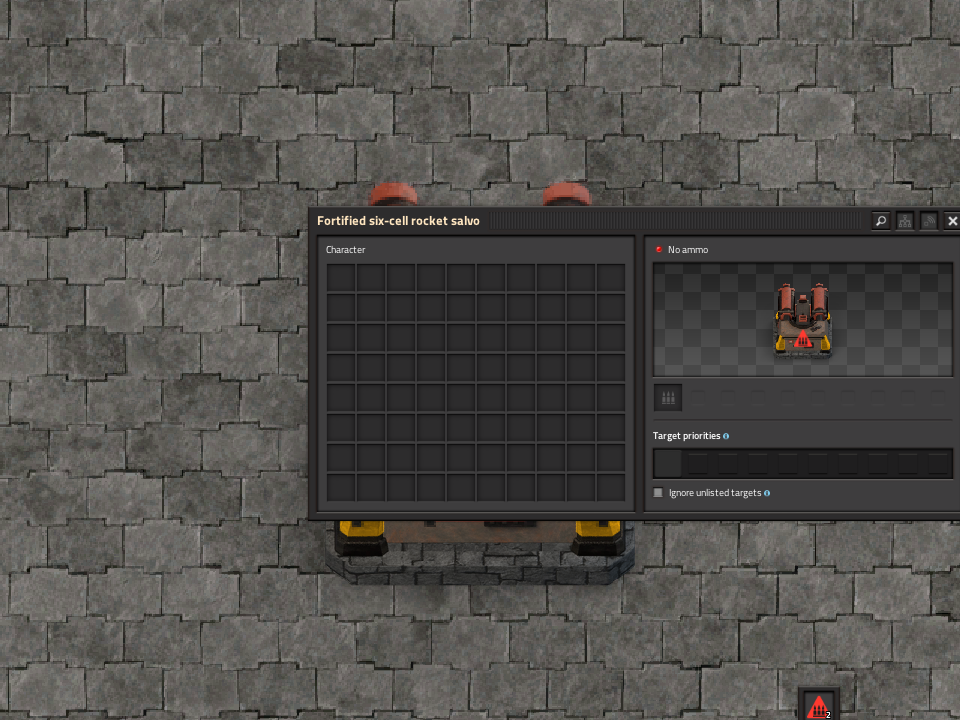 Fortified six-cell rocket salvo
Character
No ammo
Target priorities
Ignore unlisted targets
2